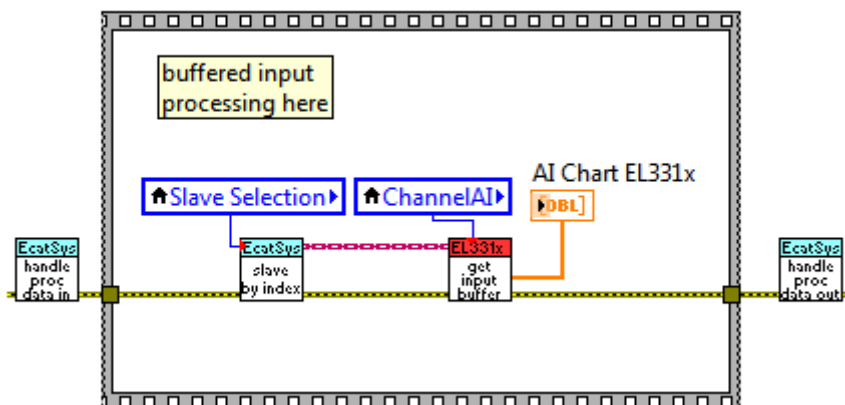 buffered input
processing here
AI Chart EL331x
Slave Selection
ChannelAI
DBL
EcatSys
handle
proc
data in
EcatSys
slave
by index
EL331x
get
input
buffer
EcatSys
handle
proc
data out